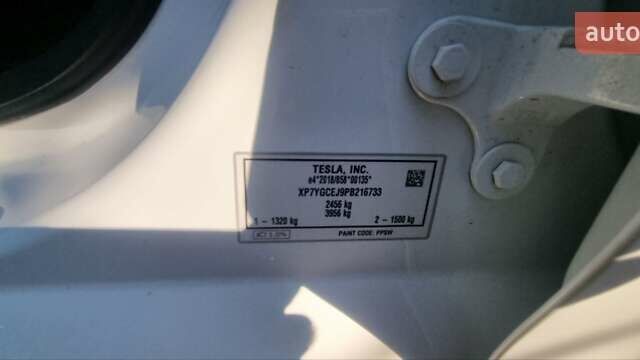 auto
TESLA, INC.
e4*2018/858*00135*
XP7YGCEJ9PB216733
2456 kg
3956 kg
1 - 1320 kg
2 - 1500 kg
PAINT CODE: PPSW